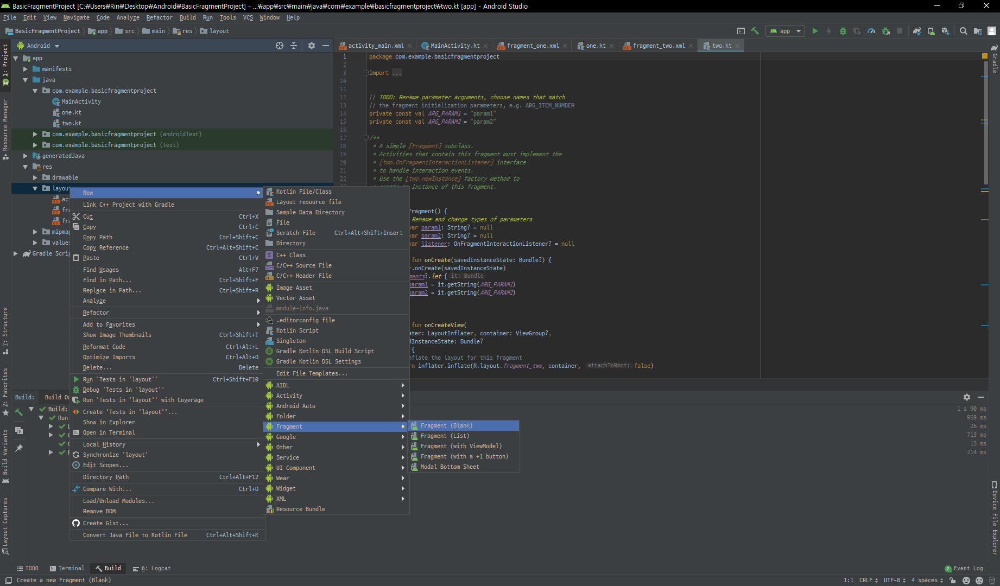 BasicFragmentProject [C:₩Users₩Rin₩Desktop₩Android₩BasicFragmentProject] - ...₩app₩src₩main₩java₩com₩example₩basicfragmentproject₩two.kt [app] - Android Studio
File Edit View Navigate Code Analyze Refactor Build Run Tools VCS Window Help
BasicFragmentProject app src main res layout
app
Android
activity_main.xml MainActivity.kt fragment_one.xml one.kt fragment_two.xml two.kt
1: Project
Resource Manager
7: Structure
2: Favorites
Build Variants
Layout Captures
Gradle
Device File Explorer
app
manifests
java
com.example.basicfragmentproject
MainActivity
one.kt
two.kt
com.example.basicfragmentproject (androidTest)
com.example.basicfragmentproject (test)
generatedJava
res
drawable
layou
ac
fra
fra
mipmap
value
Gradle Scri
1 package com.example.basicfragmentproject
2
3 import ...
10
11
12 // TODO: Rename parameter arguments, choose names that match
13 // the fragment initialization parameters, e.g. ARG_ITEM_NUMBER
14 private const val ARG_PARAM1 = "param1"
15 private const val ARG_PARAM2 = "param2"
16
17 /**
18 * A simple [Fragment] subclass.
19 * Activities that contain this fragment must implement the
20 * [two.OnFragmentInteractionListener] interface
21 * to handle interaction events.
22 * Use the [two.newInstance] factory method to
instance of this fragment.
Fragment() {
Rename and change types of parameters
var param1: String? = null
var param2: String? = null
var listener: OnFragmentInteractionListener? = null
fun onCreate(savedInstanceState: Bundle?) {
r.onCreate(savedInstanceState)
ments?.let { it: Bundle
param1 = it.getString(ARG_PARAM1)
param2 = it.getString(ARG_PARAM2)
fun onCreateView(
ater: LayoutInflater, container: ViewGroup?,
dInstanceState: Bundle?
{
nflate the layout for this fragment
rn inflater.inflate(R.layout.fragment_two, container, attachToRoot: false)
New
Link C++ Project with Gradle
Cut Ctrl+X
Copy Ctrl+C
Copy Path Ctrl+Shift+C
Copy Reference Ctrl+Alt+Shift+C
Paste Ctrl+V
Find Usages Alt+F7
Find in Path... Ctrl+Shift+F
Replace in Path... Ctrl+Shift+R
Analyze
Refactor
Add to Favorites
Show Image Thumbnails Ctrl+Shift+T
Reformat Code Ctrl+Alt+L
Optimize Imports Ctrl+Alt+O
Delete... Delete
Run 'Tests in 'layout'' Ctrl+Shift+F10
Debug 'Tests in 'layout''
Run 'Tests in 'layout'' with Coverage
Create 'Tests in 'layout''...
Show in Explorer
Open in Terminal
Local History
Synchronize 'layout'
Edit Scopes...
Directory Path Ctrl+Alt+F12
Compare With... Ctrl+D
Load/Unload Modules...
Remove BOM
Create Gist...
Convert Java File to Kotlin File Ctrl+Alt+Shift+K
Kotlin File/Class
Layout resource file
Sample Data Directory
File
Scratch File Ctrl+Alt+Shift+Insert
Directory
C++ Class
C/C++ Source File
C/C++ Header File
Image Asset
Vector Asset
module-info.java
.editorconfig file
Kotlin Script
Singleton
Gradle Kotlin DSL Build Script
Gradle Kotlin DSL Settings
Edit File Templates...
AIDL
Activity
Android Auto
Folder
Fragment
Google
Other
Service
UI Component
Wear
Widget
XML
Resource Bundle
Fragment (Blank)
Fragment (List)
Fragment (with ViewModel)
Fragment (with a +1 button)
Modal Bottom Sheet
Build: Build Ou
Build: 1 s 90 ms
Run 969 ms
26 ms
713 ms
15 ms
214 ms
TODO Terminal Build 6: Logcat 2 Event Log
Create a new Fragment (Blank) 1:1 CRLF UTF-8 4 spaces